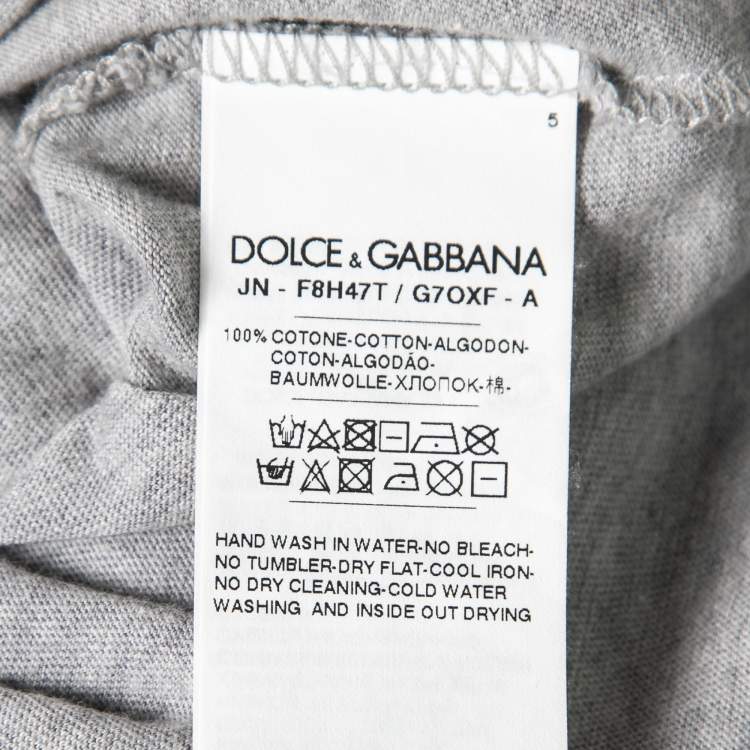 5
DOLCE & GABBANA
JN - F8H47T / G7OXF - A
100% COTONE-COTTON-ALGODON-
COTON-ALGODÃO-
BAUMWOLLE-ХЛОПОК-棉-
HAND WASH IN WATER-NO BLEACH-
NO TUMBLER-DRY FLAT-COOL IRON-
NO DRY CLEANING-COLD WATER
WASHING AND INSIDE OUT DRYING